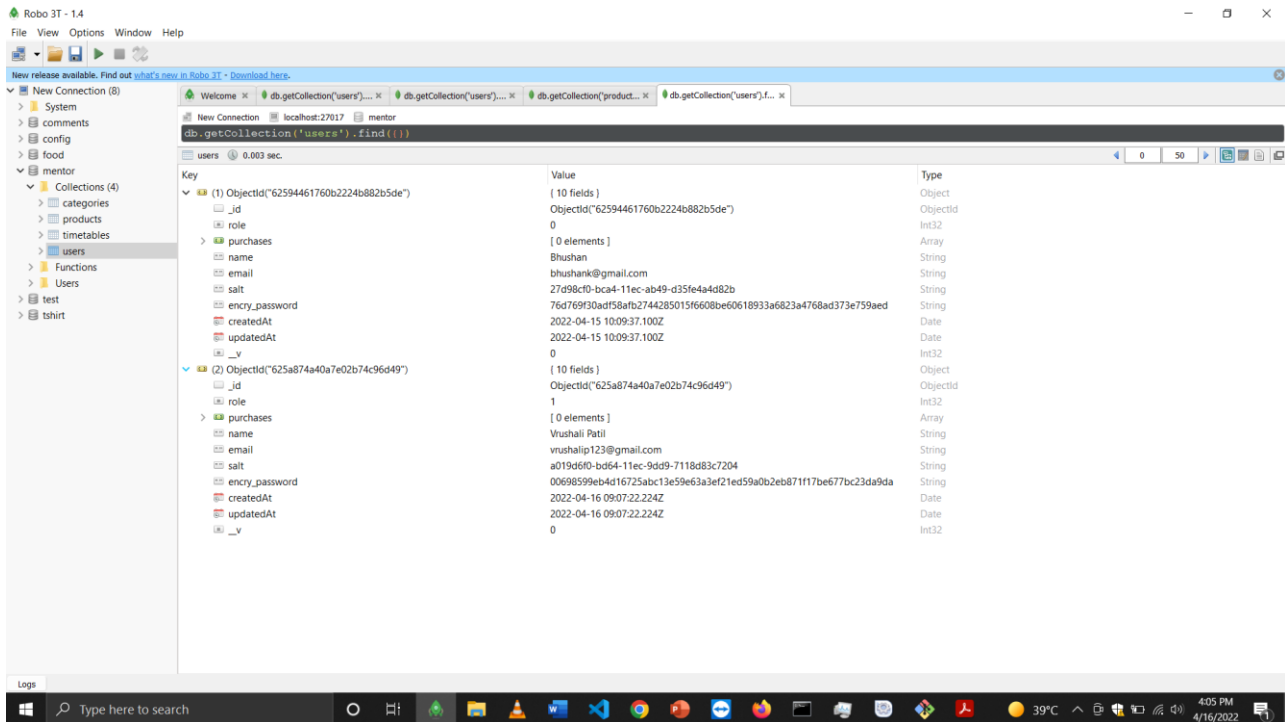 Robo 3T - 1.4
File View Options Window Help
New release available. Find out what's new in Robo 3T - Download here.
New Connection (8)
System
comments
config
food
mentor
Collections (4)
categories
products
timetables
users
Functions
Users
test
tshirt
Welcome db.getCollection('users').... db.getCollection('users').... db.getCollection('product... db.getCollection('users').f...
New Connection localhost:27017 mentor
db.getCollection('users').find({})
users 0.003 sec. 0 50
Key Value Type
(1) ObjectId("62594461760b2224b882b5de") { 10 fields } Object
_id ObjectId("62594461760b2224b882b5de") ObjectId
role 0 Int32
purchases [ 0 elements ] Array
name Bhushan String
email bhushank@gmail.com String
salt 27d98cf0-bca4-11ec-ab49-d35fe4a4d82b String
encry_password 76d769f30adf58afb2744285015f6608be60618933a6823a4768ad373e759aed String
createdAt 2022-04-15 10:09:37.100Z Date
updatedAt 2022-04-15 10:09:37.100Z Date
__v 0 Int32
(2) ObjectId("625a874a40a7e02b74c96d49") { 10 fields } Object
_id ObjectId("625a874a40a7e02b74c96d49") ObjectId
role 1 Int32
purchases [ 0 elements ] Array
name Vrushali Patil String
email vrushalip123@gmail.com String
salt a019d6f0-bd64-11ec-9dd9-7118d83c7204 String
encry_password 00698599eb4d16725abc13e59e63a3ef21ed59a0b2eb871f17be677bc23da9da String
createdAt 2022-04-16 09:07:22.224Z Date
updatedAt 2022-04-16 09:07:22.224Z Date
__v 0 Int32
Logs
Type here to search 39°C 4:05 PM
4/16/2022